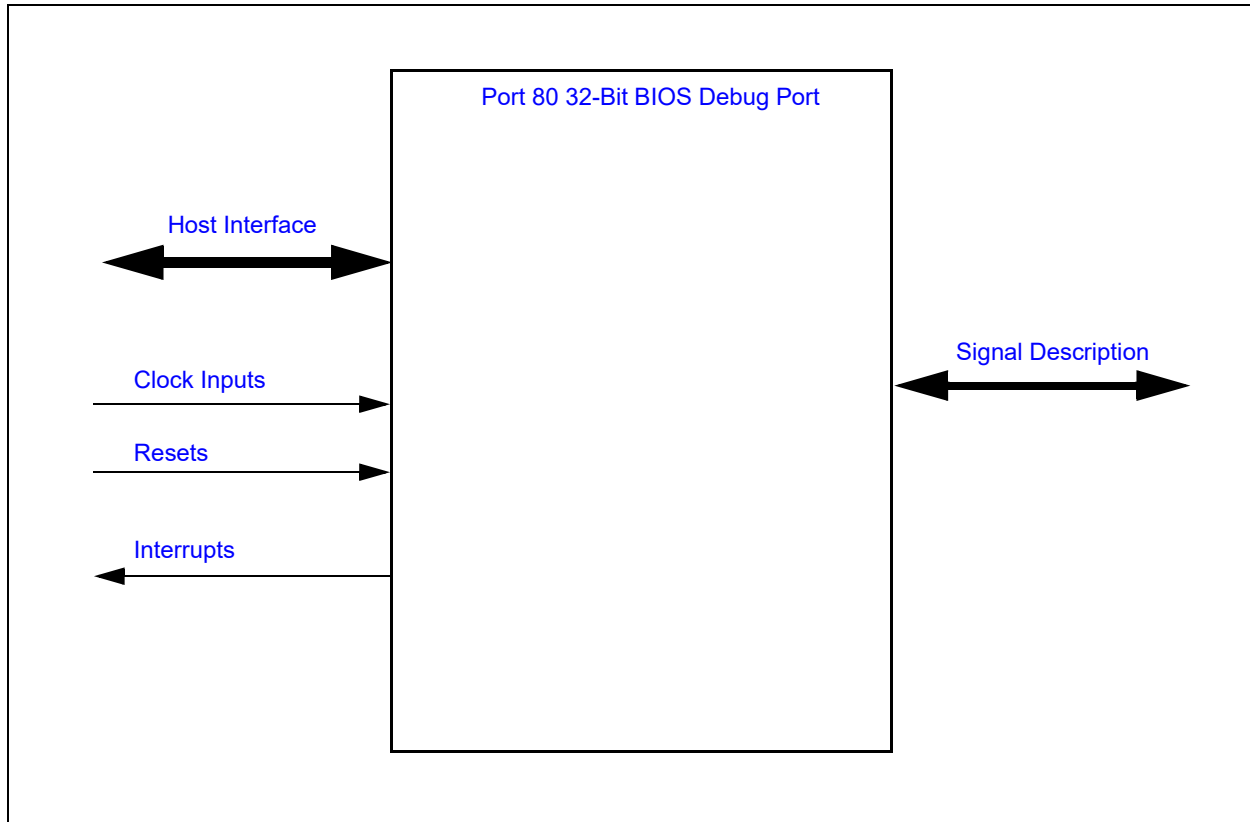 Port 80 32-Bit BIOS Debug Port
Host Interface
Signal Description
Clock Inputs
Resets
Interrupts